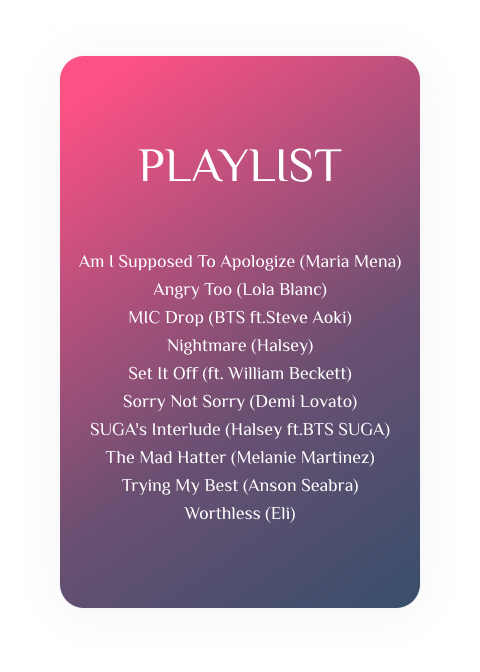 PLAYLIST
Am I Supposed To Apologize (Maria Mena)
Angry Too (Lola Blanc)
MIC Drop (BTS ft.Steve Aoki)
Nightmare (Halsey)
Set It Off (ft. William Beckett)
Sorry Not Sorry (Demi Lovato)
SUGA's Interlude (Halsey ft.BTS SUGA)
The Mad Hatter (Melanie Martinez)
Trying My Best (Anson Seabra)
Worthless (Eli)